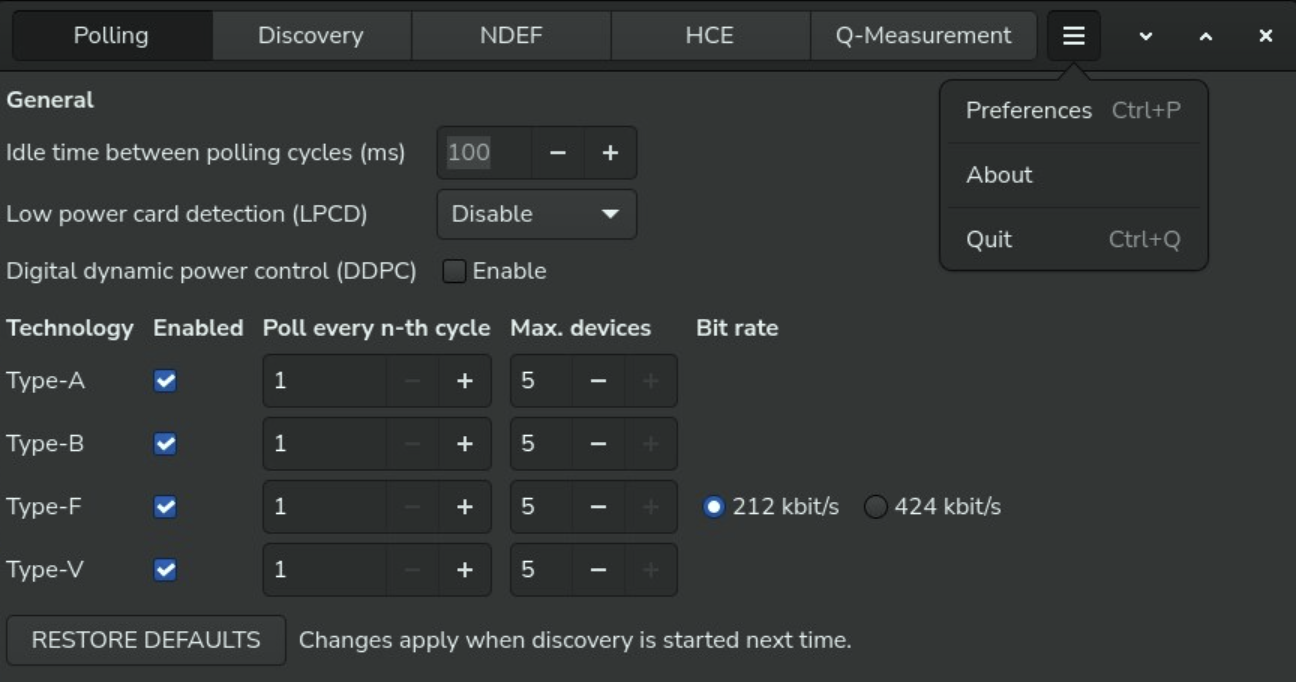 Polling Discovery NDEF HCE Q-Measurement
General
Preferences Ctrl+P
Idle time between polling cycles (ms) 100 − +
About
Low power card detection (LPCD) Disable
Quit Ctrl+Q
Digital dynamic power control (DDPC) Enable
Technology Enabled Poll every n-th cycle Max. devices Bit rate
Type-A 1 − + 5 − +
Type-B 1 − + 5 − +
Type-F 1 − + 5 − + 212 kbit/s 424 kbit/s
Type-V 1 − + 5 − +
RESTORE DEFAULTS Changes apply when discovery is started next time.